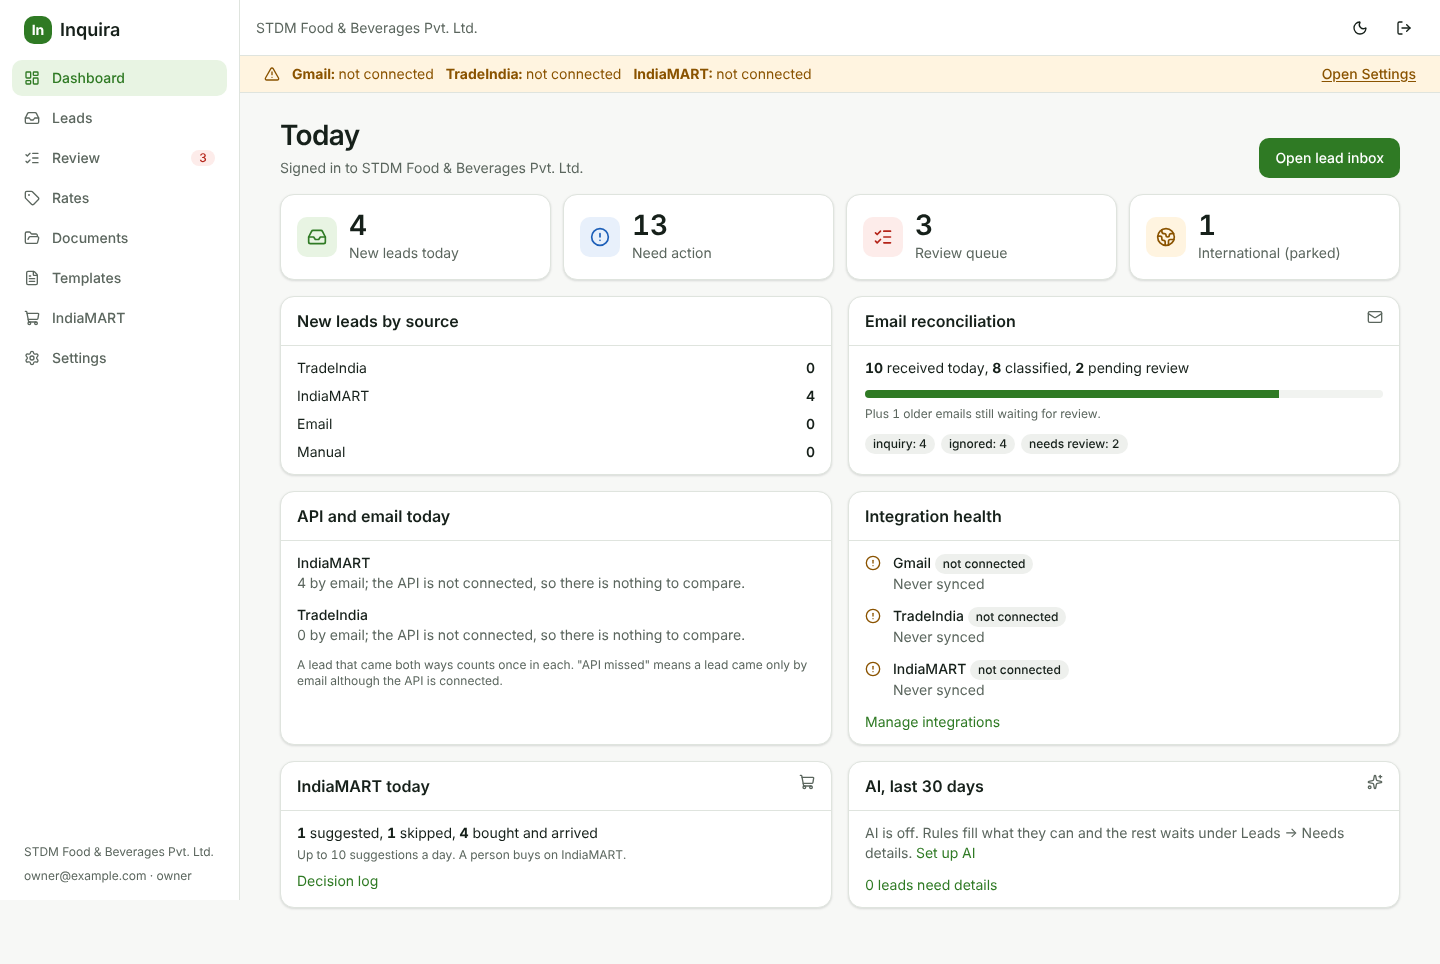 In Inquira
Dashboard
Leads
Review 3
Rates
Documents
Templates
IndiaMART
Settings
STDM Food & Beverages Pvt. Ltd.
owner@example.com · owner
STDM Food & Beverages Pvt. Ltd.
Gmail: not connected TradeIndia: not connected IndiaMART: not connected Open Settings
Today
Signed in to STDM Food & Beverages Pvt. Ltd.
Open lead inbox
4
New leads today
13
Need action
3
Review queue
1
International (parked)
New leads by source
TradeIndia 0
IndiaMART 4
Email 0
Manual 0
Email reconciliation
10 received today, 8 classified, 2 pending review
Plus 1 older emails still waiting for review.
inquiry: 4 ignored: 4 needs review: 2
API and email today
IndiaMART
4 by email; the API is not connected, so there is nothing to compare.
TradeIndia
0 by email; the API is not connected, so there is nothing to compare.
A lead that came both ways counts once in each. "API missed" means a lead came only by
email although the API is connected.
Integration health
Gmail not connected
Never synced
TradeIndia not connected
Never synced
IndiaMART not connected
Never synced
Manage integrations
IndiaMART today
1 suggested, 1 skipped, 4 bought and arrived
Up to 10 suggestions a day. A person buys on IndiaMART.
Decision log
AI, last 30 days
AI is off. Rules fill what they can and the rest waits under Leads → Needs
details. Set up AI
0 leads need details